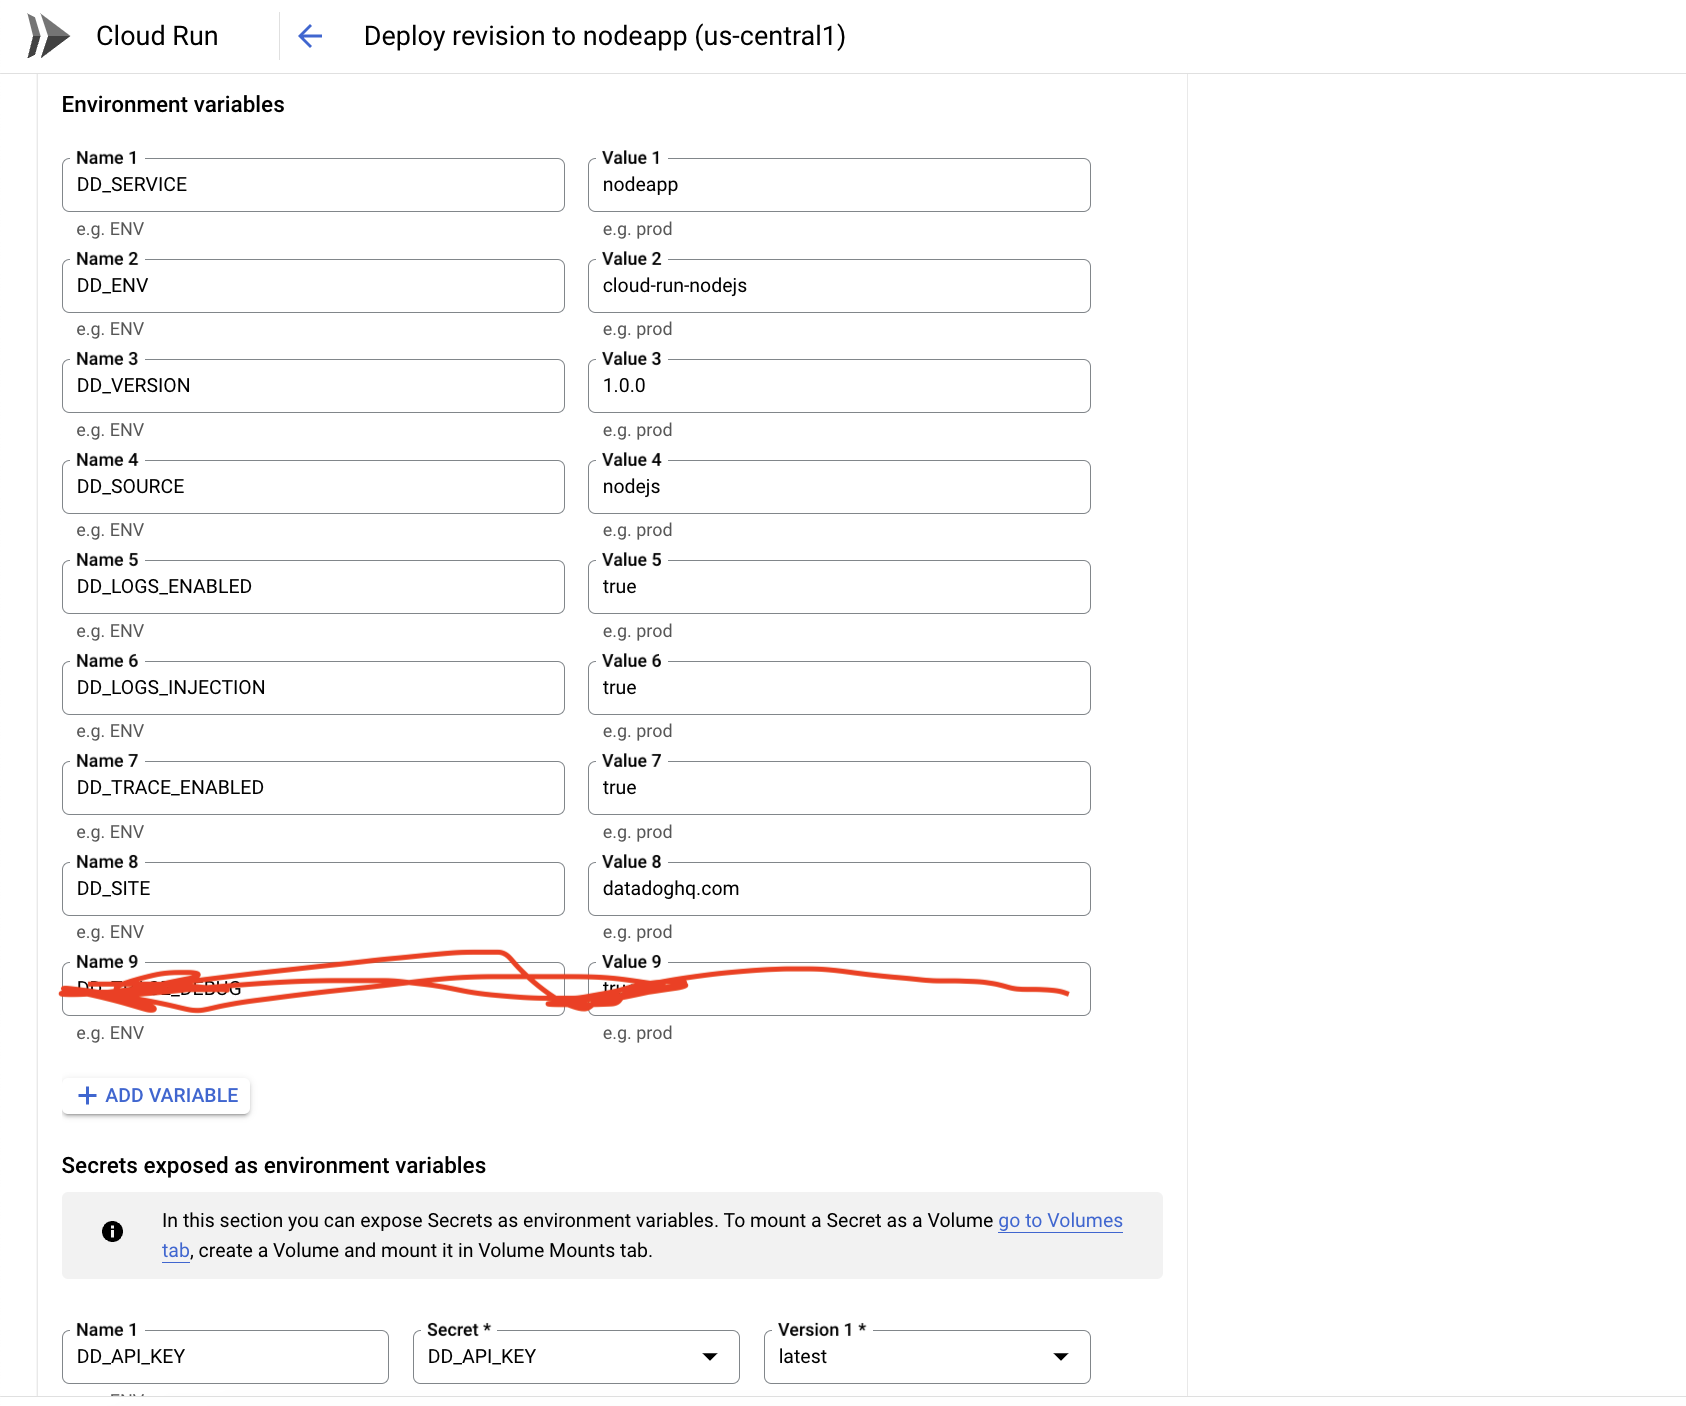 Cloud Run
Deploy revision to nodeapp (us-central1)
Environment variables
Name 1 Value 1
DD_SERVICE nodeapp
e.g. ENV e.g. prod
Name 2 Value 2
DD_ENV cloud-run-nodejs
e.g. ENV e.g. prod
Name 3 Value 3
DD_VERSION 1.0.0
e.g. ENV e.g. prod
Name 4 Value 4
DD_SOURCE nodejs
e.g. ENV e.g. prod
Name 5 Value 5
DD_LOGS_ENABLED true
e.g. ENV e.g. prod
Name 6 Value 6
DD_LOGS_INJECTION true
e.g. ENV e.g. prod
Name 7 Value 7
DD_TRACE_ENABLED true
e.g. ENV e.g. prod
Name 8 Value 8
DD_SITE datadoghq.com
e.g. ENV e.g. prod
Name 9 Value 9
e.g. ENV e.g. prod
ADD VARIABLE
Secrets exposed as environment variables
In this section you can expose Secrets as environment variables. To mount a Secret as a Volume go to Volumes
tab, create a Volume and mount it in Volume Mounts tab.
Name 1 Secret * Version 1 *
DD_API_KEY DD_API_KEY latest